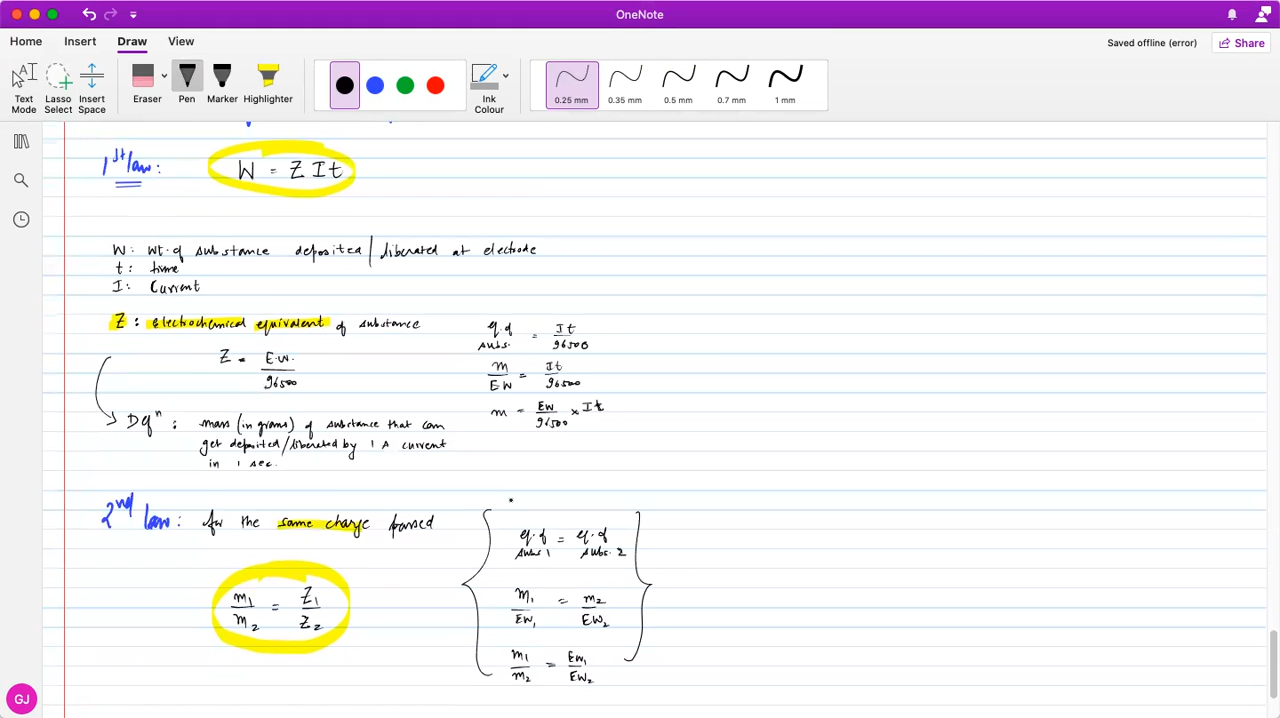 OneNote
Home Insert Draw View
Saved offline (error) Share
Text Mode Lasso Select Insert Space Eraser Pen Marker Highlighter Ink Colour 0.25 mm 0.35 mm 0.5 mm 0.7 mm 1 mm
1st law: W = Z I t
W: Wt. of substance deposited / liberated at electrode
t: time
I: Current
Z: electrochemical equivalent of substance
Z = E.W. / 96500
eq. of subs. = It / 96500
m / EW = It / 96500
m = EW / 96500 × It
Defn: mass (in grams) of substance that can
get deposited/liberated by 1 A current
in 1 sec.
2nd law: for the same charge passed
m1 / m2 = Z1 / Z2
eq. of subs 1 = eq. of subs. 2
m1 / EW1 = m2 / EW2
m1 / m2 = EW1 / EW2
GJ